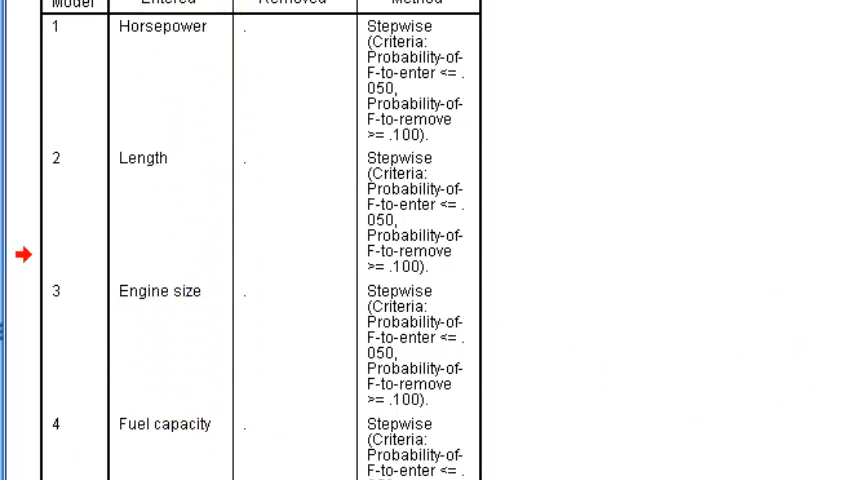 Model Entered Removed Method
1 Horsepower . Stepwise
(Criteria:
Probability-of-
F-to-enter <= .
050,
Probability-of-
F-to-remove
>= .100).
2 Length . Stepwise
(Criteria:
Probability-of-
F-to-enter <= .
050,
Probability-of-
F-to-remove
>= .100).
3 Engine size . Stepwise
(Criteria:
Probability-of-
F-to-enter <= .
050,
Probability-of-
F-to-remove
>= .100).
4 Fuel capacity . Stepwise
(Criteria:
Probability-of-
F-to-enter <= .